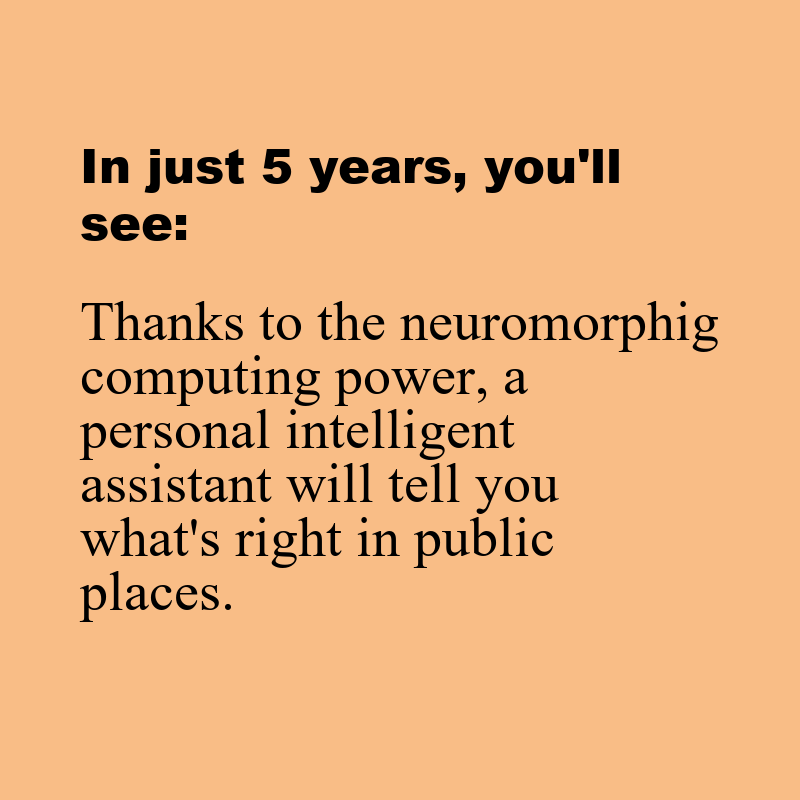 In just 5 years, you'll
see:
Thanks to the neuromorphig
computing power, a
personal intelligent
assistant will tell you
what's right in public
places.